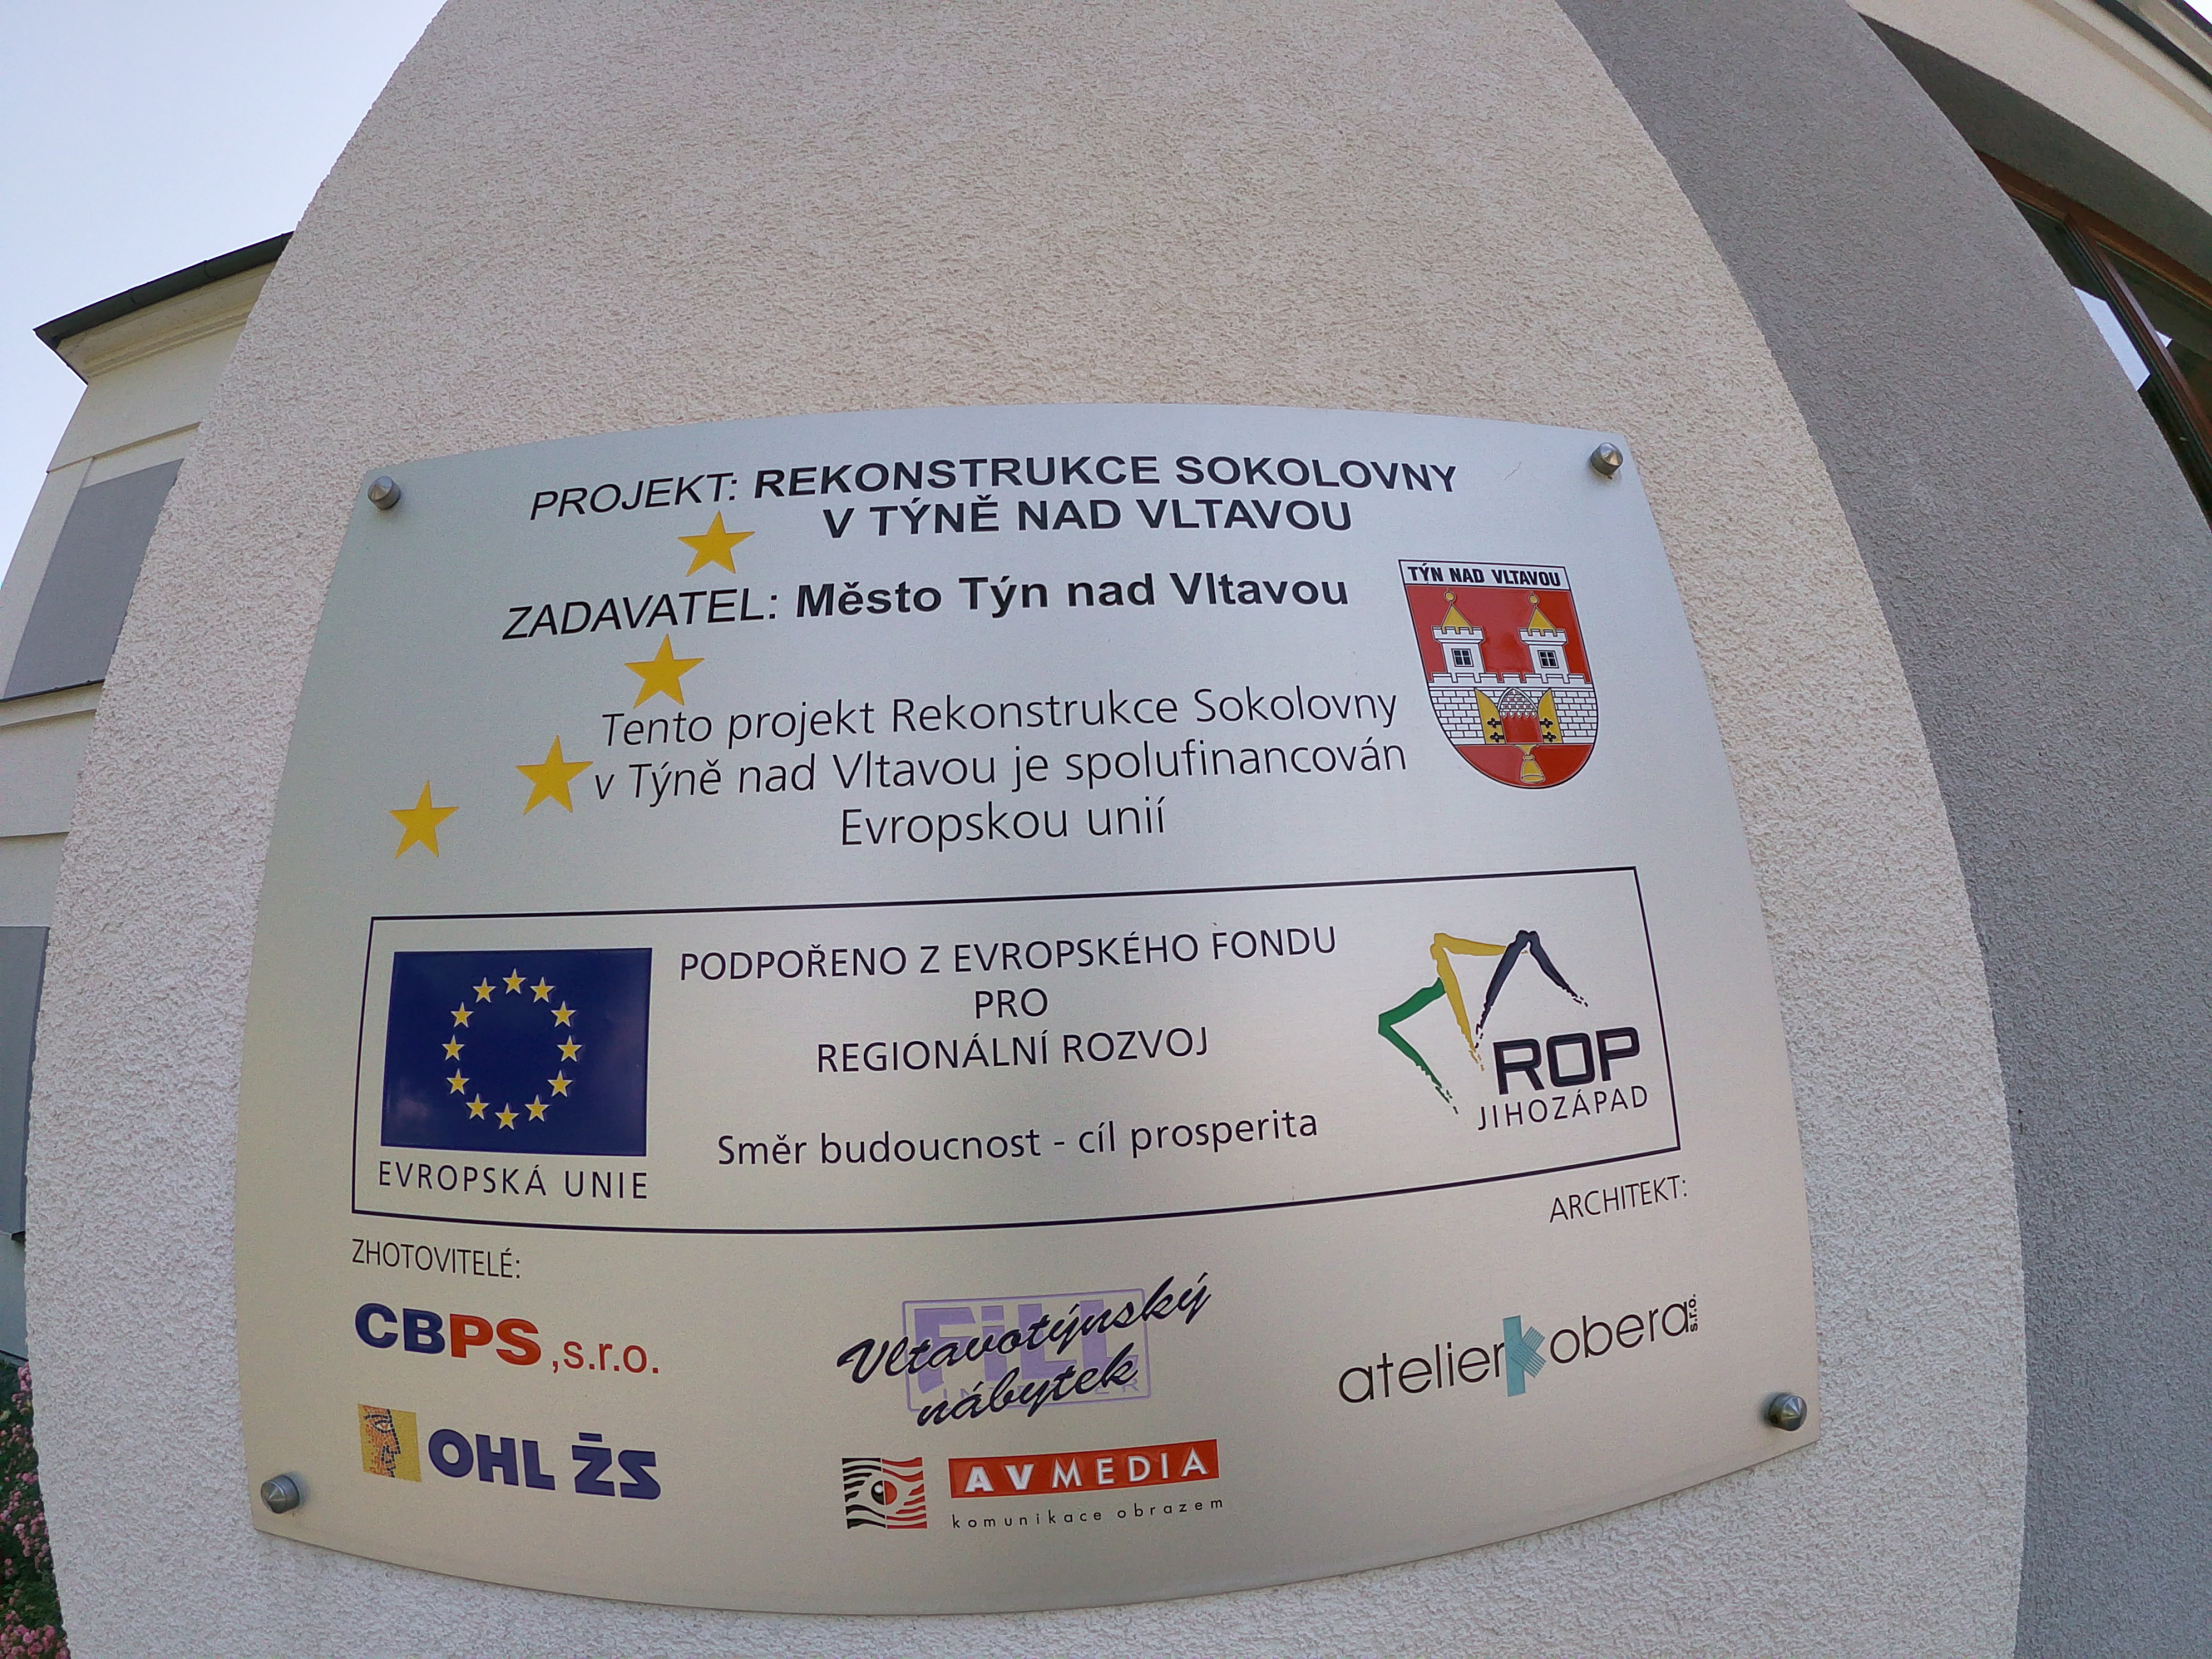 PROJEKT: REKONSTRUKCE SOKOLOVNY
V TÝNĚ NAD VLTAVOU
ZADAVATEL: Město Týn nad Vltavou
TÝN NAD VLTAVOU
Tento projekt Rekonstrukce Sokolovny
v Týně nad Vltavou je spolufinancován
Evropskou unií
PODPOŘENO Z EVROPSKÉHO FONDU
PRO
REGIONÁLNÍ ROZVOJ
Směr budoucnost - cíl prosperita
EVROPSKÁ UNIE
ROP
JIHOZÁPAD
ZHOTOVITELÉ:
ARCHITEKT:
CBPS,s.r.o.
Vltavotýnský
nábytek
atelier kobera s.r.o.
OHL ŽS
AVMEDIA
komunikace obrazem